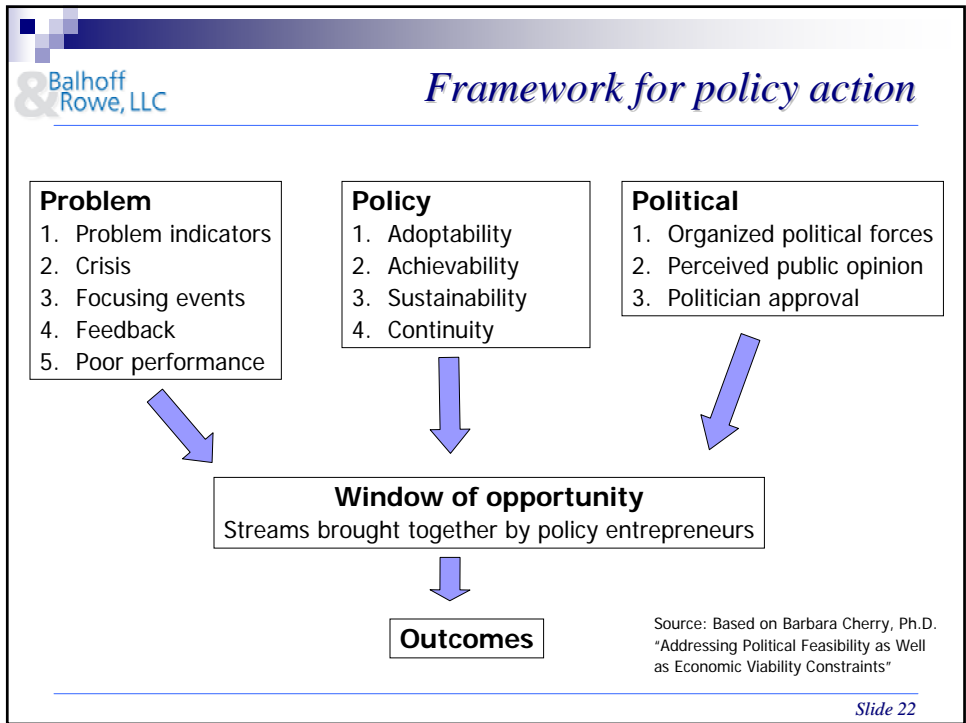 & Balhoff
Rowe, LLC
Framework for policy action
Problem
1. Problem indicators
2. Crisis
3. Focusing events
4. Feedback
5. Poor performance
Policy
1. Adoptability
2. Achievability
3. Sustainability
4. Continuity
Political
1. Organized political forces
2. Perceived public opinion
3. Politician approval
Window of opportunity
Streams brought together by policy entrepreneurs
Outcomes
Source: Based on Barbara Cherry, Ph.D.
“Addressing Political Feasibility as Well
as Economic Viability Constraints”
Slide 22